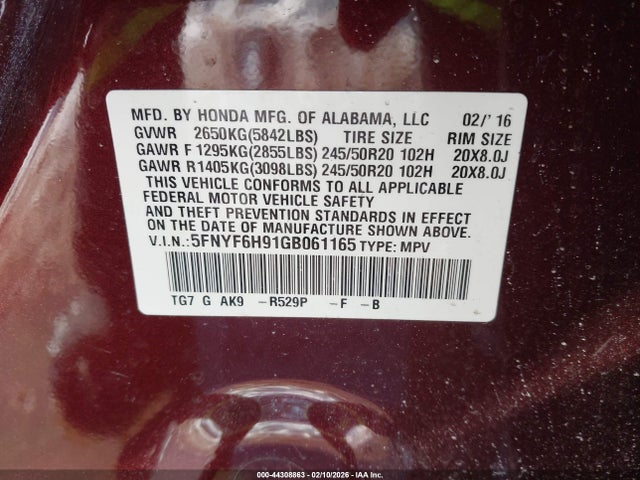 MFD. BY HONDA MFG. OF ALABAMA, LLC 02/' 16
GVWR 2650KG(5842LBS) TIRE SIZE RIM SIZE
GAWR F 1295KG(2855LBS) 245/50R20 102H 20X8.0J
GAWR R1405KG(3098LBS) 245/50R20 102H 20X8.0J
THIS VEHICLE CONFORMS TO ALL APPLICABLE
FEDERAL MOTOR VEHICLE SAFETY
AND THEFT PREVENTION STANDARDS IN EFFECT
ON THE DATE OF MANUFACTURE SHOWN ABOVE.
V.I.N.: 5FNYF6H91GB061165 TYPE: MPV
TG7 G AK9 -R529P -F -B
000-44308863 - 02/10/2026 - IAA Inc.